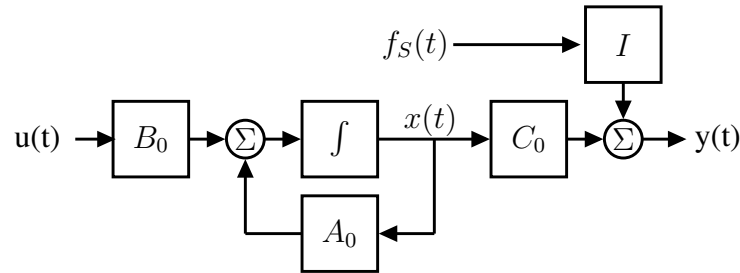 f_S(t) I
u(t) B_0 Σ ∫ x(t) C_0 Σ y(t)
A_0